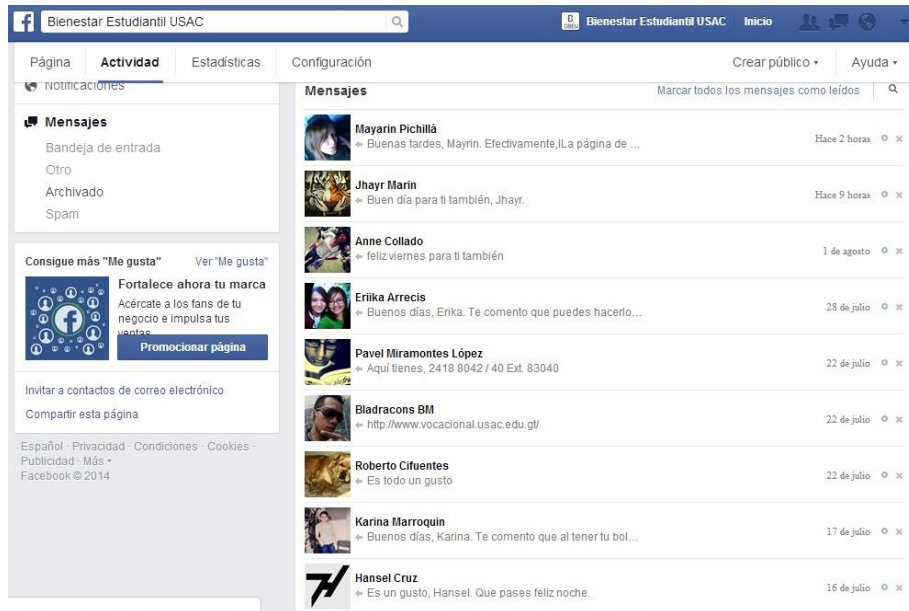 Bienestar Estudiantil USAC
Bienestar Estudiantil USAC Inicio
Página Actividad Estadísticas Configuración Crear público Ayuda
Notificaciones
Mensajes
Bandeja de entrada
Otro
Archivado
Spam
Consigue más "Me gusta" Ver "Me gusta"
Fortalece ahora tu marca
Acércate a los fans de tu
negocio e impulsa tus
ventas.
Promocionar página
Invitar a contactos de correo electrónico
Compartir esta página
Español · Privacidad · Condiciones · Cookies ·
Publicidad · Más
Facebook © 2014
Mensajes Marcar todos los mensajes como leídos
Mayarin Pichillá
Buenas tardes, Mayrin. Efectivamente,lLa página de ... Hace 2 horas
Jhayr Marin
Buen día para ti también, Jhayr. Hace 9 horas
Anne Collado
feliz viernes para ti también 1 de agosto
Eriika Arrecis
Buenos días, Erika. Te comento que puedes hacerlo... 28 de julio
Pavel Miramontes López
Aquí tienes, 2418 8042 / 40 Ext. 83040 22 de julio
Bladracons BM
http://www.vocacional.usac.edu.gt/ 22 de julio
Roberto Cifuentes
Es todo un gusto 22 de julio
Karina Marroquin
Buenos días, Karina. Te comento que al tener tu bol... 17 de julio
Hansel Cruz
Es un gusto, Hansel. Que pases feliz noche. 16 de julio